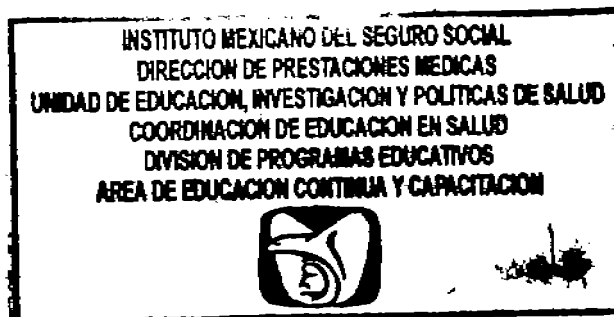 INSTITUTO MEXICANO DEL SEGURO SOCIAL
DIRECCION DE PRESTACIONES MEDICAS
UNIDAD DE EDUCACION, INVESTIGACION Y POLITICAS DE SALUD
COORDINACION DE EDUCACION EN SALUD
DIVISION DE PROGRAMAS EDUCATIVOS
AREA DE EDUCACION CONTINUA Y CAPACITACION